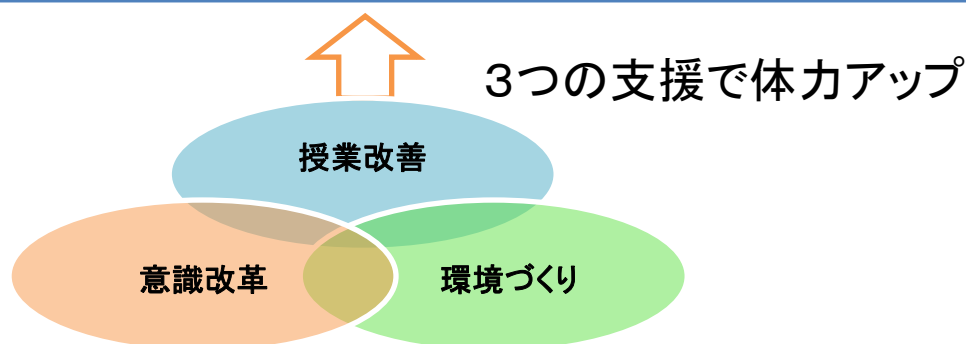 ３つの支援で体力アップ
授業改善
意識改革
環境づくり